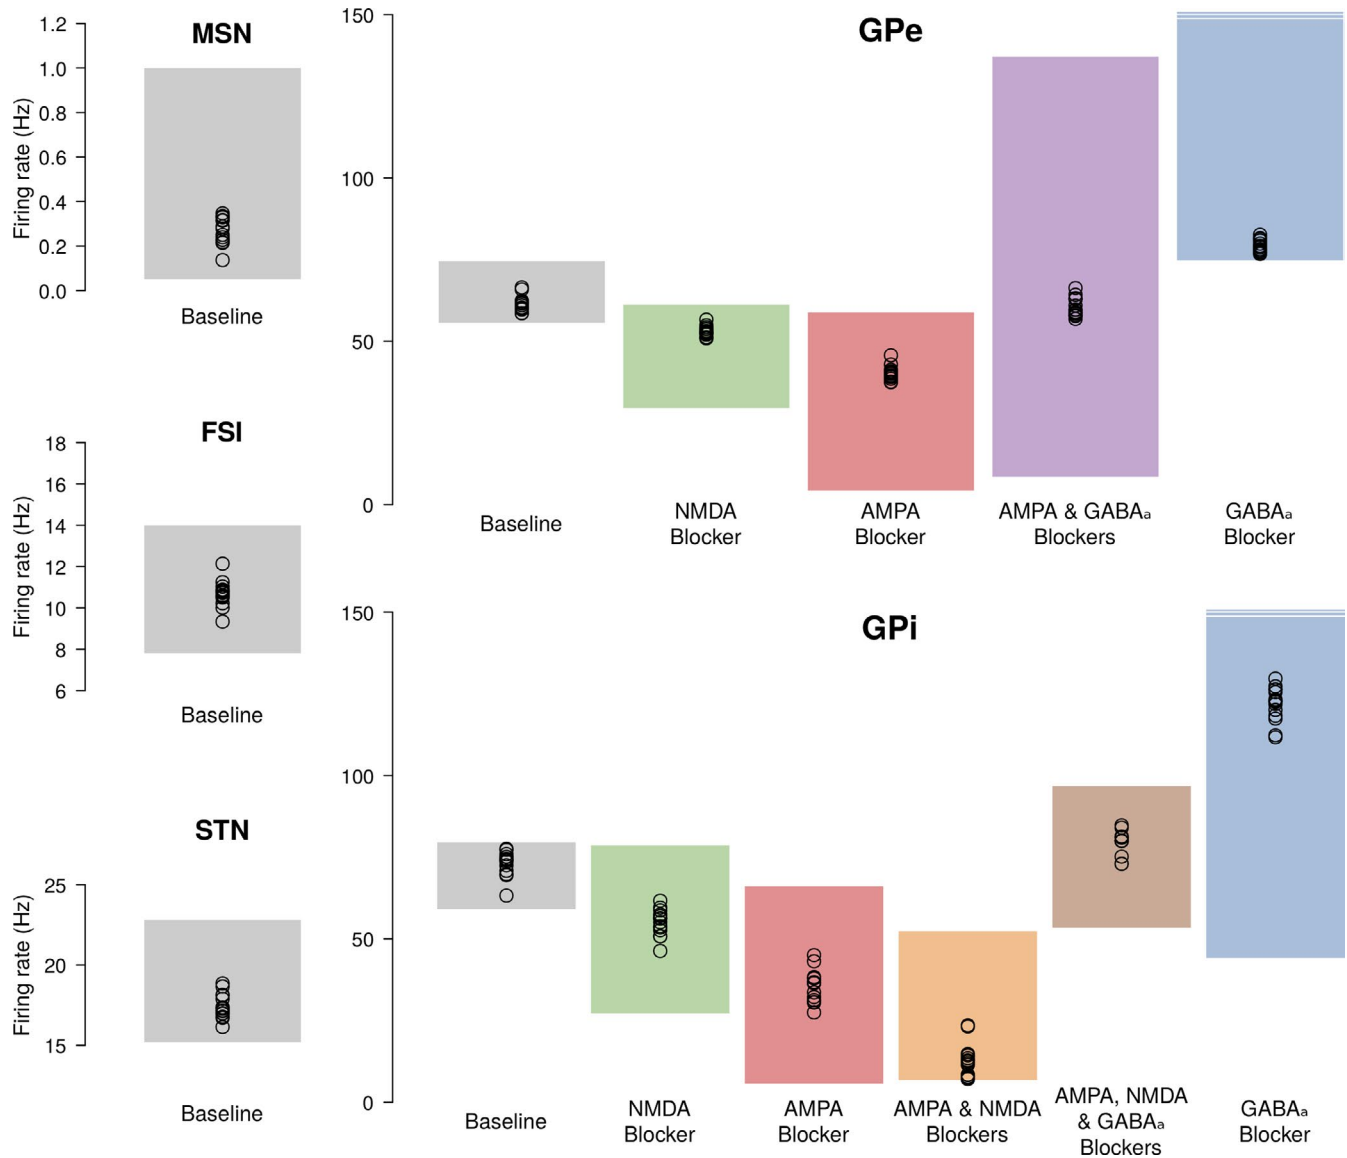 MSN
1.2
1.0
0.8
0.6
0.4
0.2
0.0
Firing rate (Hz)
Baseline
FSI
18
16
14
12
10
8
6
Firing rate (Hz)
Baseline
STN
25
20
15
Firing rate (Hz)
Baseline
GPe
150
100
50
0
Baseline
NMDA
Blocker
AMPA
Blocker
AMPA & GABAₐ
Blockers
GABAₐ
Blocker
GPi
150
100
50
0
Baseline
NMDA
Blocker
AMPA
Blocker
AMPA & NMDA
Blockers
AMPA, NMDA
& GABAₐ
Blockers
GABAₐ
Blocker